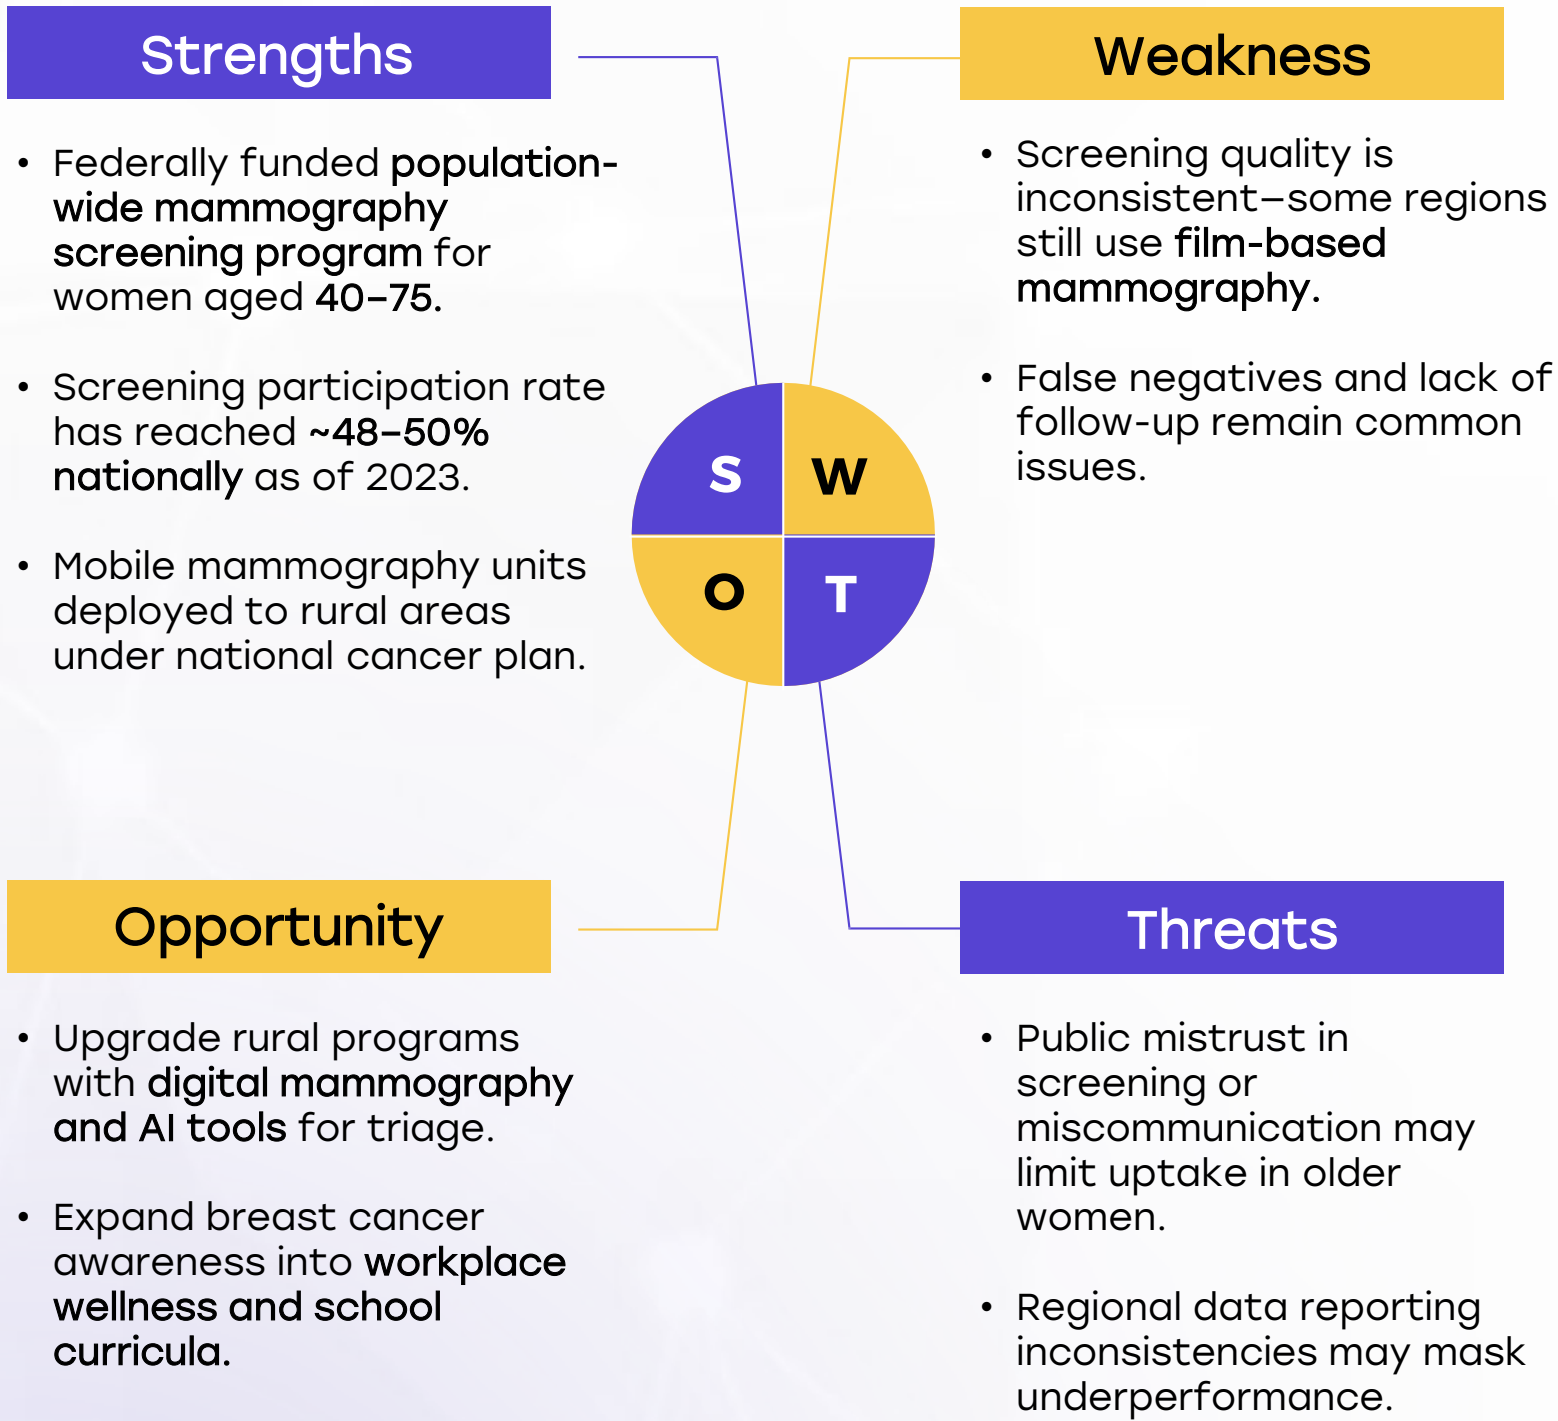 Strengths
• Federally funded population-
wide mammography
screening program for
women aged 40–75.
• Screening participation rate
has reached ~48–50%
nationally as of 2023.
• Mobile mammography units
deployed to rural areas
under national cancer plan.
Weakness
• Screening quality is
inconsistent—some regions
still use film-based
mammography.
• False negatives and lack of
follow-up remain common
issues.
S
W
O
T
Opportunity
• Upgrade rural programs
with digital mammography
and AI tools for triage.
• Expand breast cancer
awareness into workplace
wellness and school
curricula.
Threats
• Public mistrust in
screening or
miscommunication may
limit uptake in older
women.
• Regional data reporting
inconsistencies may mask
underperformance.